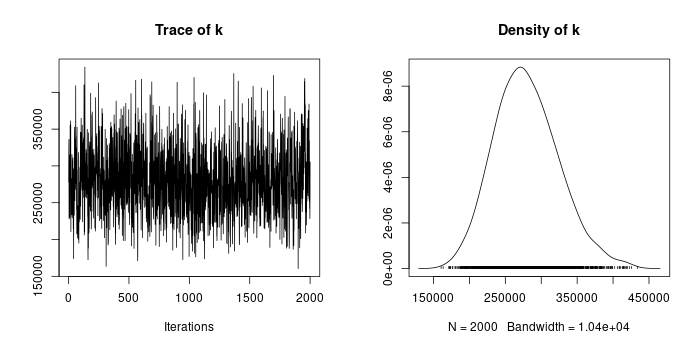 Trace of k
350000
250000
150000
0
500
1000
1500
2000
Iterations
Density of k
8e-06
6e-06
4e-06
2e-06
0e+00
150000
250000
350000
450000
N = 2000 Bandwidth = 1.04e+04